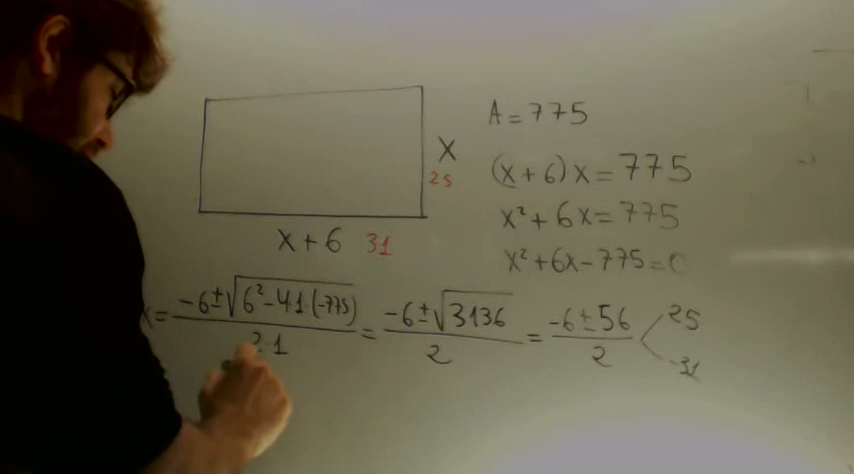 A = 775
x
25
(x + 6) x = 775
x² + 6x = 775
x + 6 31
x² + 6x - 775 = 0
x = (-6 ± √(6² - 4·1(-775))) / 2·1 = (-6 ± √3136) / 2 = (-6 ± 56) / 2 < 25
-31